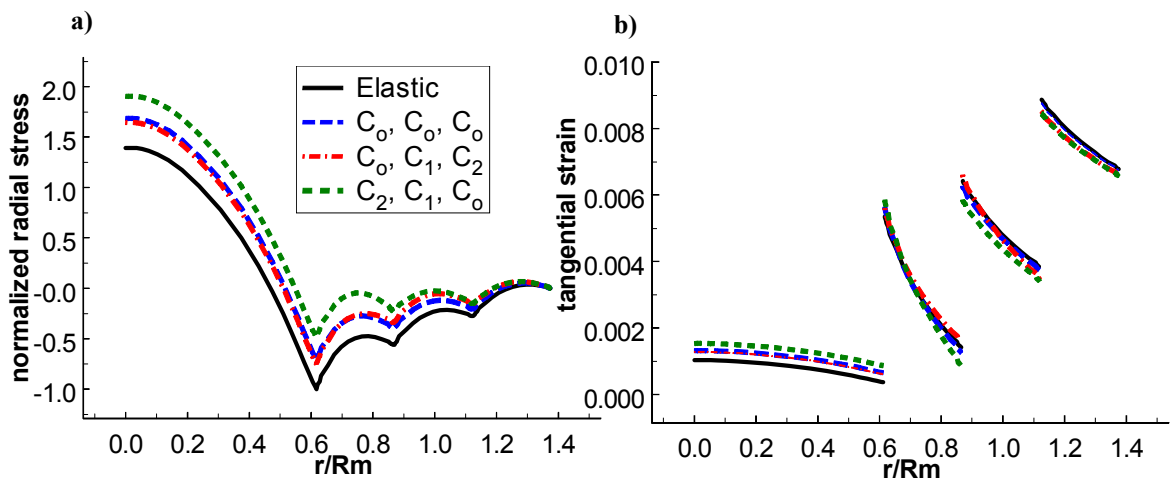 a)
normalized radial stress
2.0
1.5
1.0
0.5
-0.0
-0.5
-1.0
Elastic
Co, Co, Co
Co, C1, C2
C2, C1, Co
0.0 0.2 0.4 0.6 0.8 1.0 1.2 1.4
r/Rm
b)
tangential strain
0.010
0.008
0.006
0.004
0.002
0.000
0.0 0.2 0.4 0.6 0.8 1.0 1.2 1.4
r/Rm